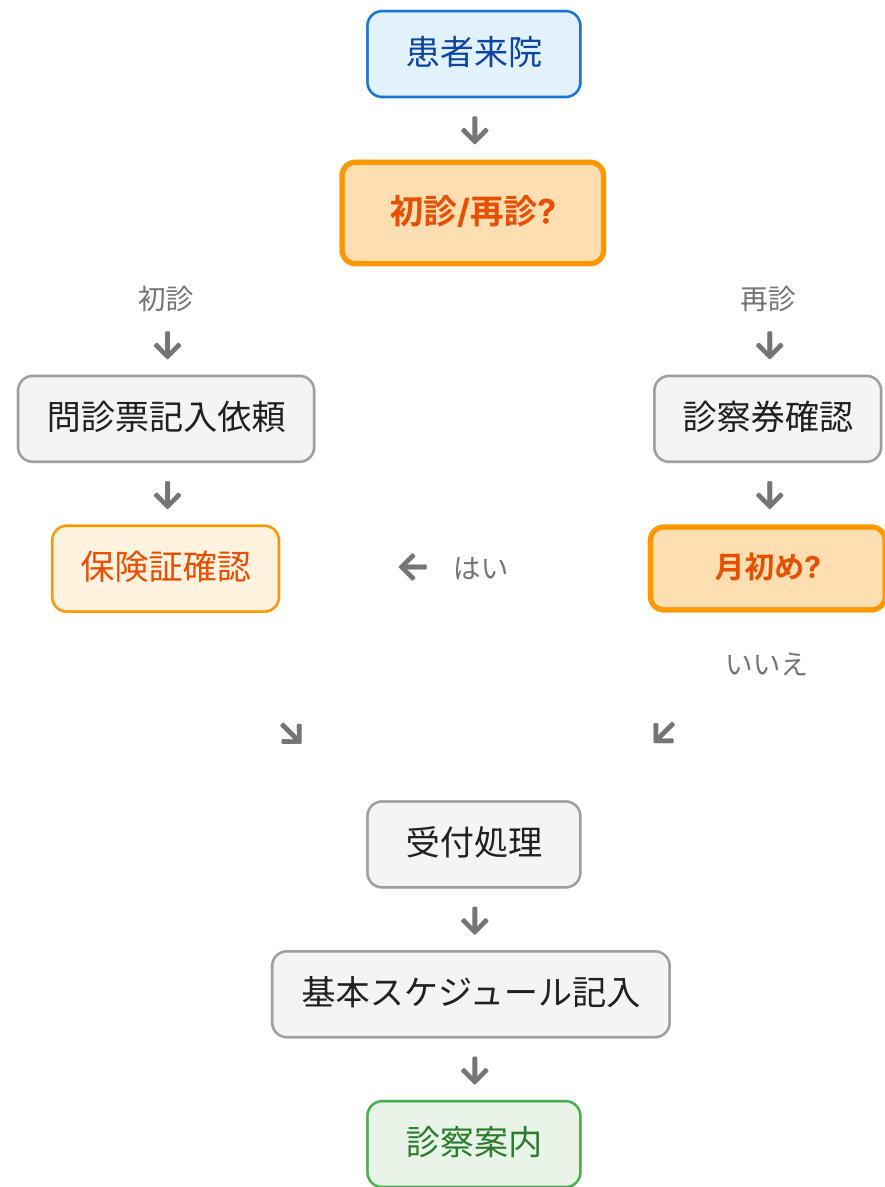 患者来院
初診/再診?
初診
再診
問診票記入依頼
診察券確認
保険証確認
はい
月初め?
いいえ
受付処理
基本スケジュール記入
診察案内